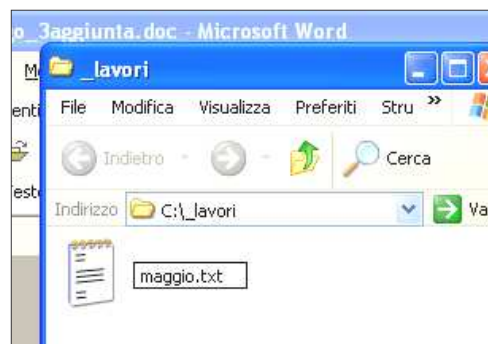 o_3aggiunta.doc - Microsoft Word
_lavori
File Modifica Visualizza Preferiti Stru »
Indietro
Cerca
Indirizzo C:\_lavori Va
maggio.txt